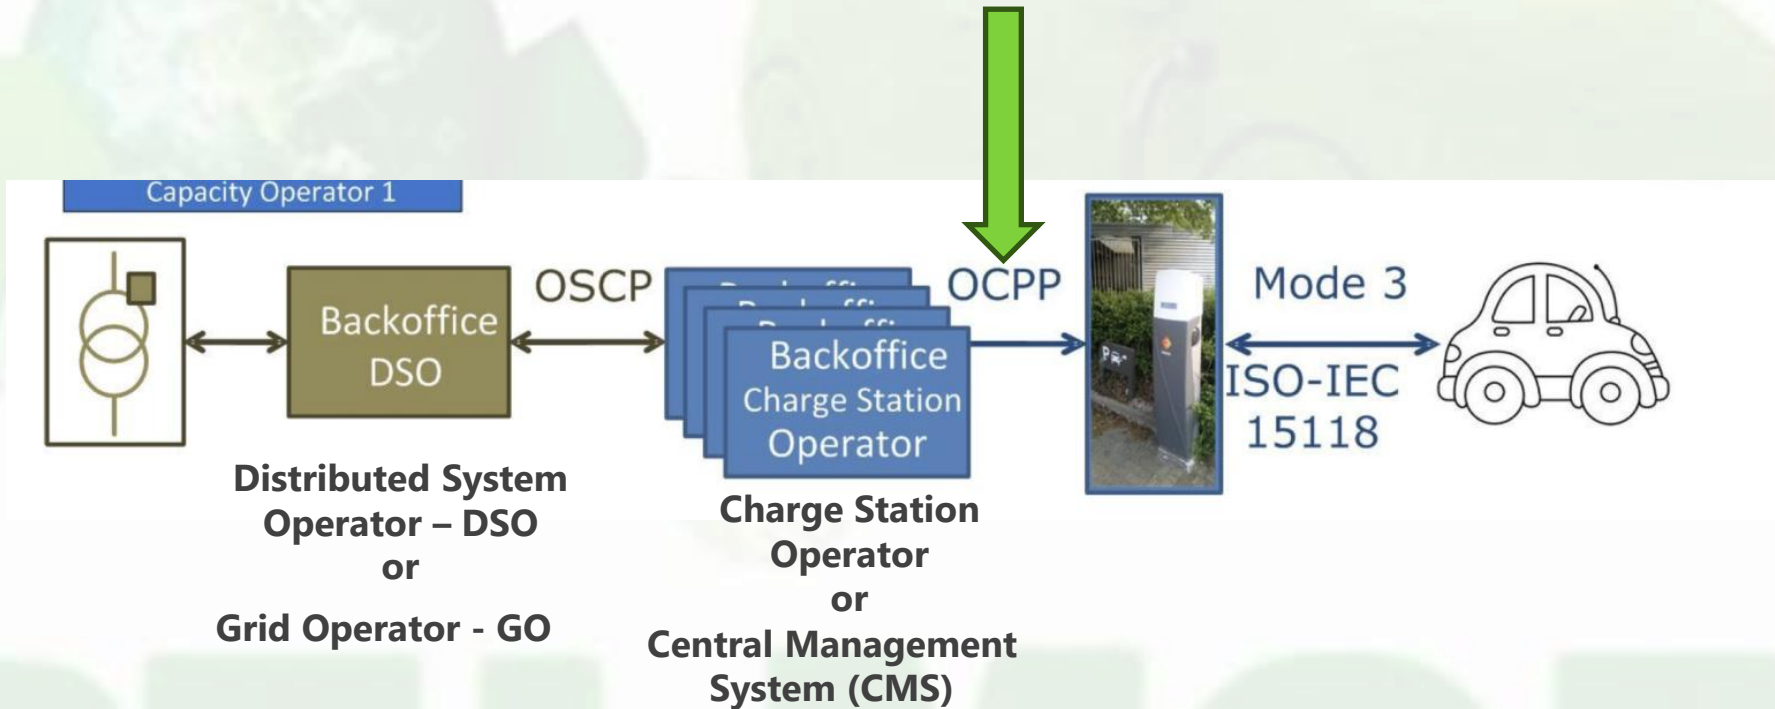 Capacity Operator 1
Backoffice
DSO
OSCP
Backoffice
Charge Station
Operator
OCPP
Mode 3
ISO-IEC
15118
Distributed System
Operator – DSO
or
Grid Operator - GO
Charge Station
Operator
or
Central Management
System (CMS)